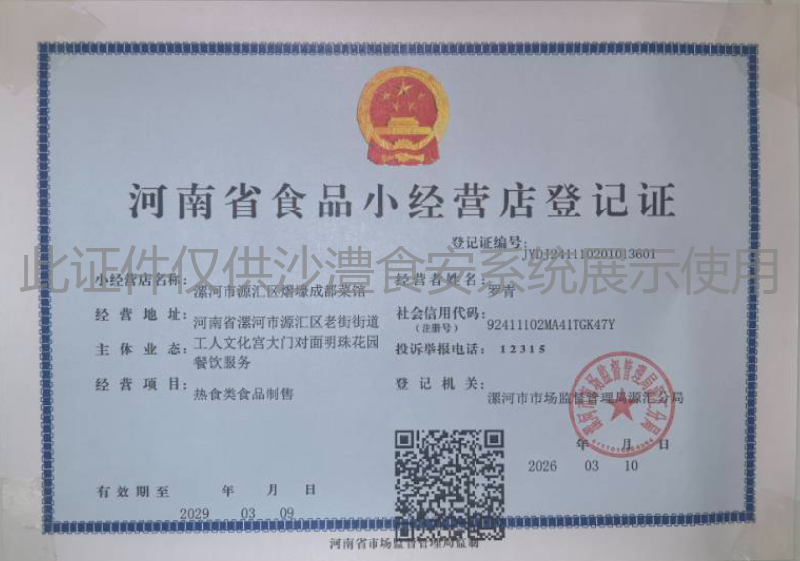 河南省食品小经营店登记证
登记证编号:
JYDJ24111020101 3601
此证件仅供沙澧食安系统展示使用
小经营店名称:
经营者姓名:
罗青
经营地址:
河南省漯河市源汇区老街街道
工人文化宫大门对面明珠花园
社会信用代码:
(注册号)
92411102MA41TGK47Y
主体业态:
餐饮服务
投诉举报电话: 12315
经营项目:
热食类食品制售
登记机关:
漯河市市场监督管理局源汇分局
年 月 日
2026 03 10
有效期至 年 月 日
2029 03 09
河南省市场监督管理局监制